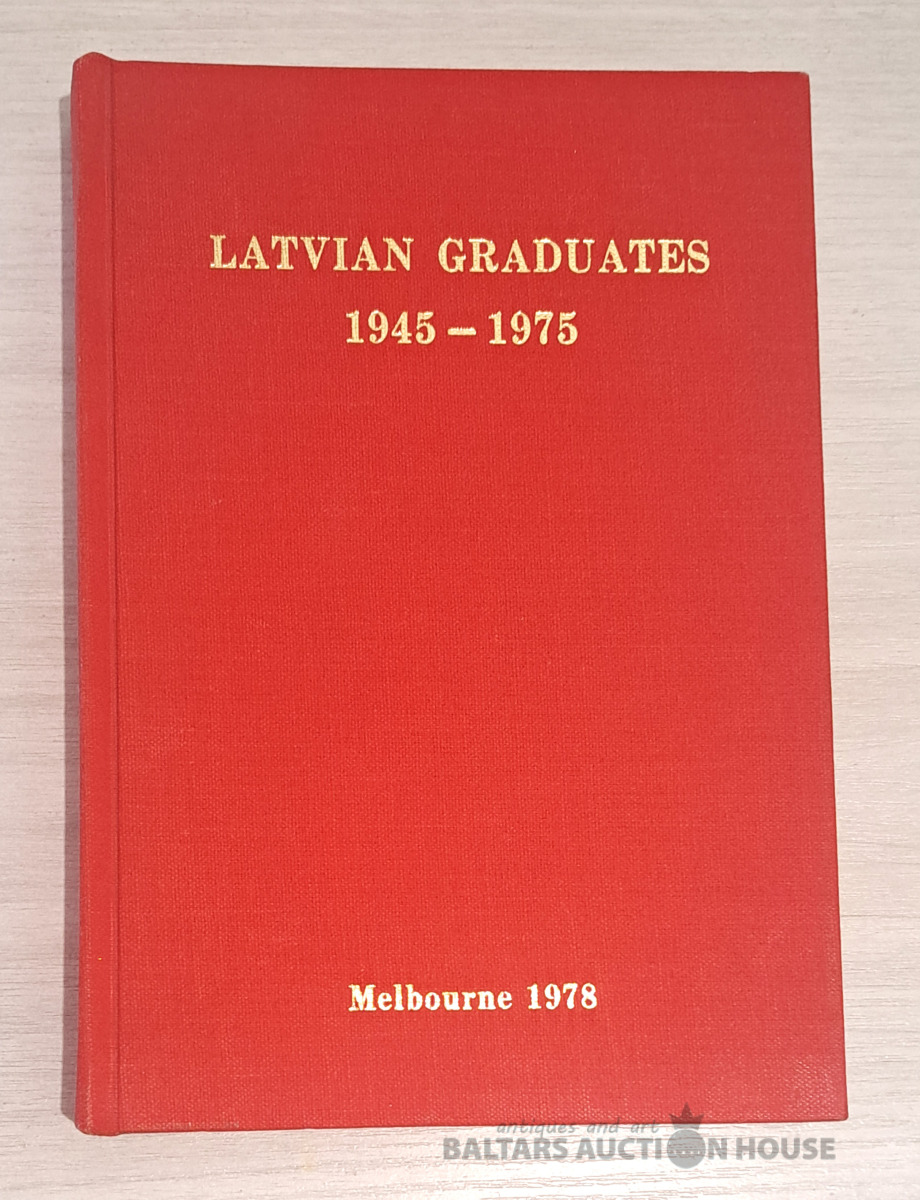 LATVIAN GRADUATES
1945 – 1975
Melbourne 1978
antiques and art
BALTARS AUCTION HOUSE